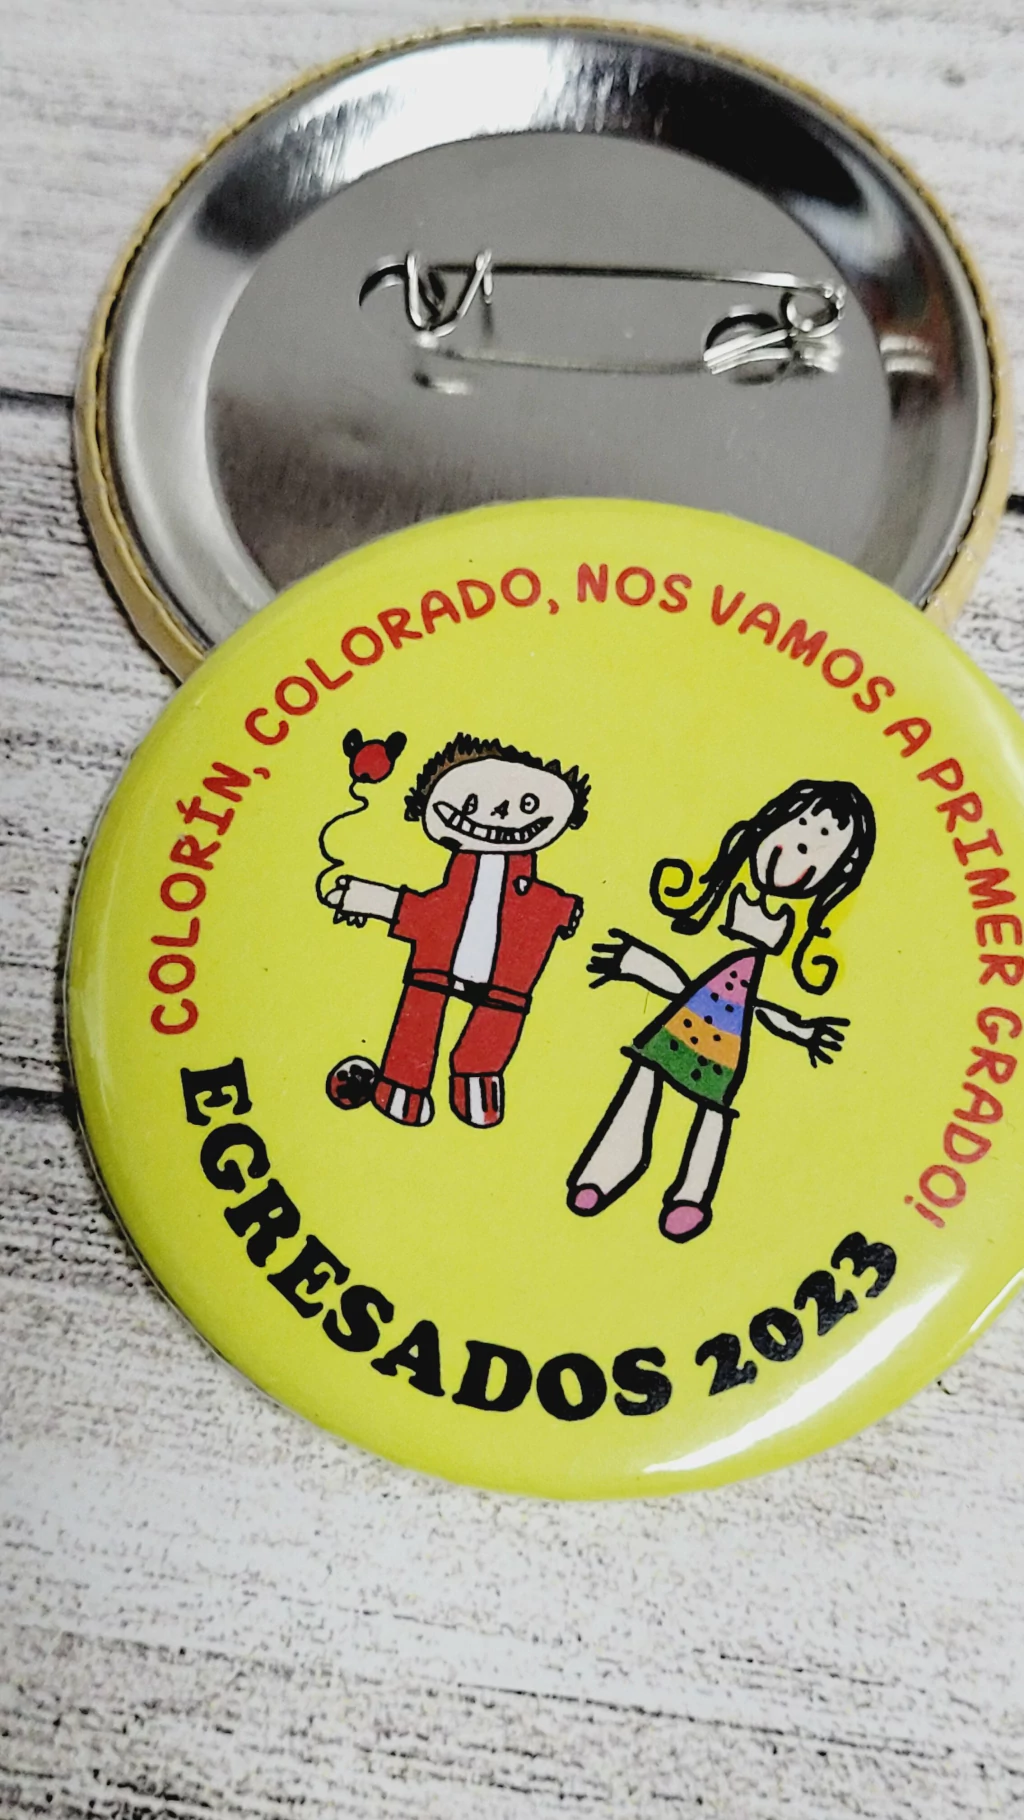 COLORÍN, COLORADO, NOS VAMOS A PRIMER GRADO!
EGRESADOS 2023